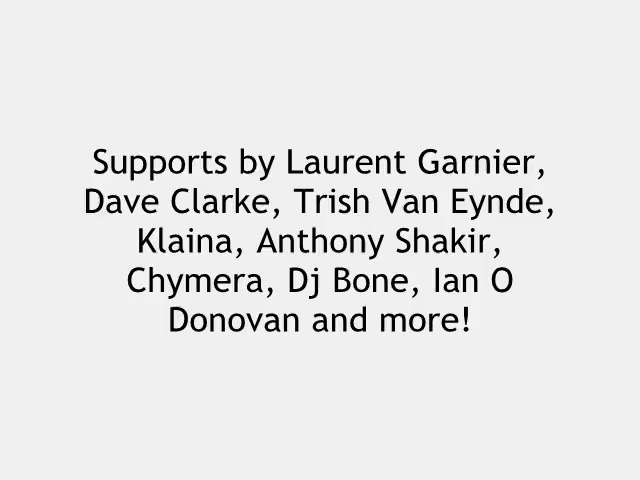 Supports by Laurent Garnier,
Dave Clarke, Trish Van Eynde,
Klaina, Anthony Shakir,
Chymera, Dj Bone, Ian O
Donovan and more!